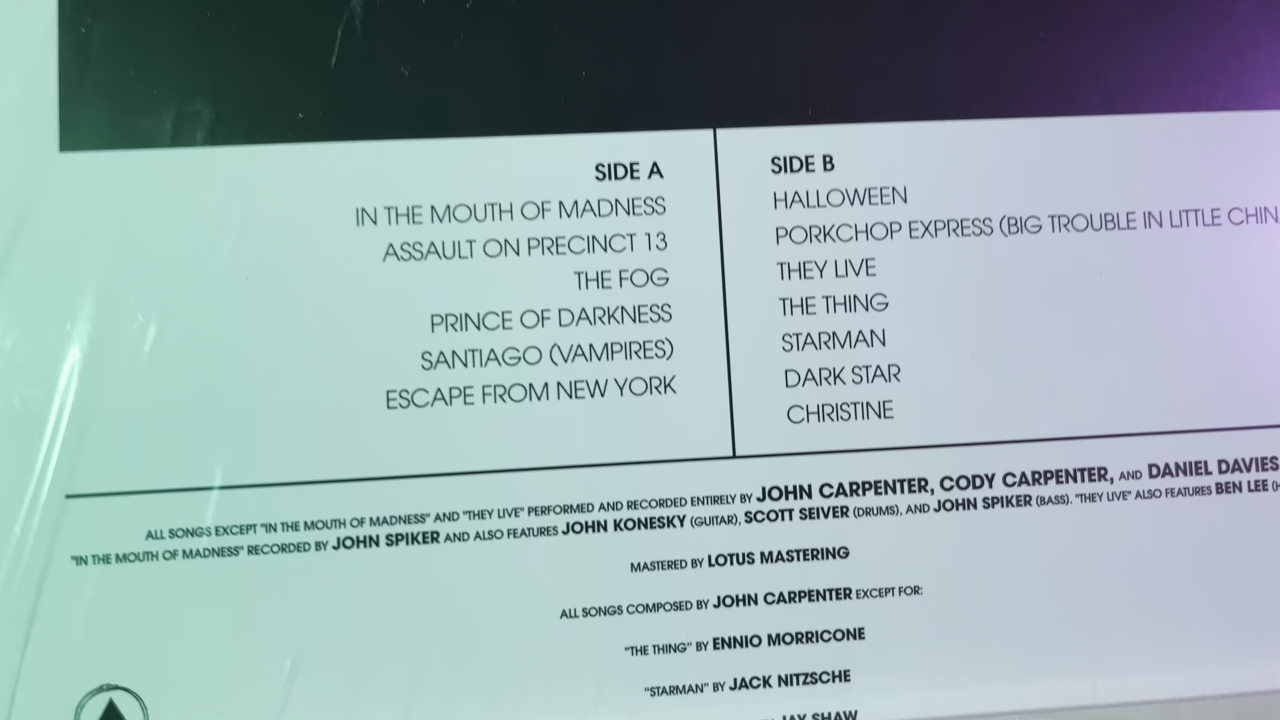 SIDE A
IN THE MOUTH OF MADNESS
ASSAULT ON PRECINCT 13
THE FOG
PRINCE OF DARKNESS
SANTIAGO (VAMPIRES)
ESCAPE FROM NEW YORK
SIDE B
HALLOWEEN
PORKCHOP EXPRESS (BIG TROUBLE IN LITTLE
THEY LIVE
THE THING
STARMAN
DARK STAR
CHRISTINE
ALL SONGS EXCEPT "IN THE MOUTH OF MADNESS" AND "THEY LIVE" PERFORMED AND RECORDED ENTIRELY BY JOHN CARPENTER, CODY CARPENTER, AND DANIEL DAVIES
"IN THE MOUTH OF MADNESS" RECORDED BY JOHN SPIKER AND ALSO FEATURES JOHN KONESKY (GUITAR), SCOTT SEIVER (DRUMS), AND JOHN SPIKER (BASS). "THEY LIVE" ALSO FEATURES BEN LEE
MASTERED BY LOTUS MASTERING
ALL SONGS COMPOSED BY JOHN CARPENTER EXCEPT FOR:
"THE THING" BY ENNIO MORRICONE
"STARMAN" BY JACK NITZSCHE
JAY SHAW